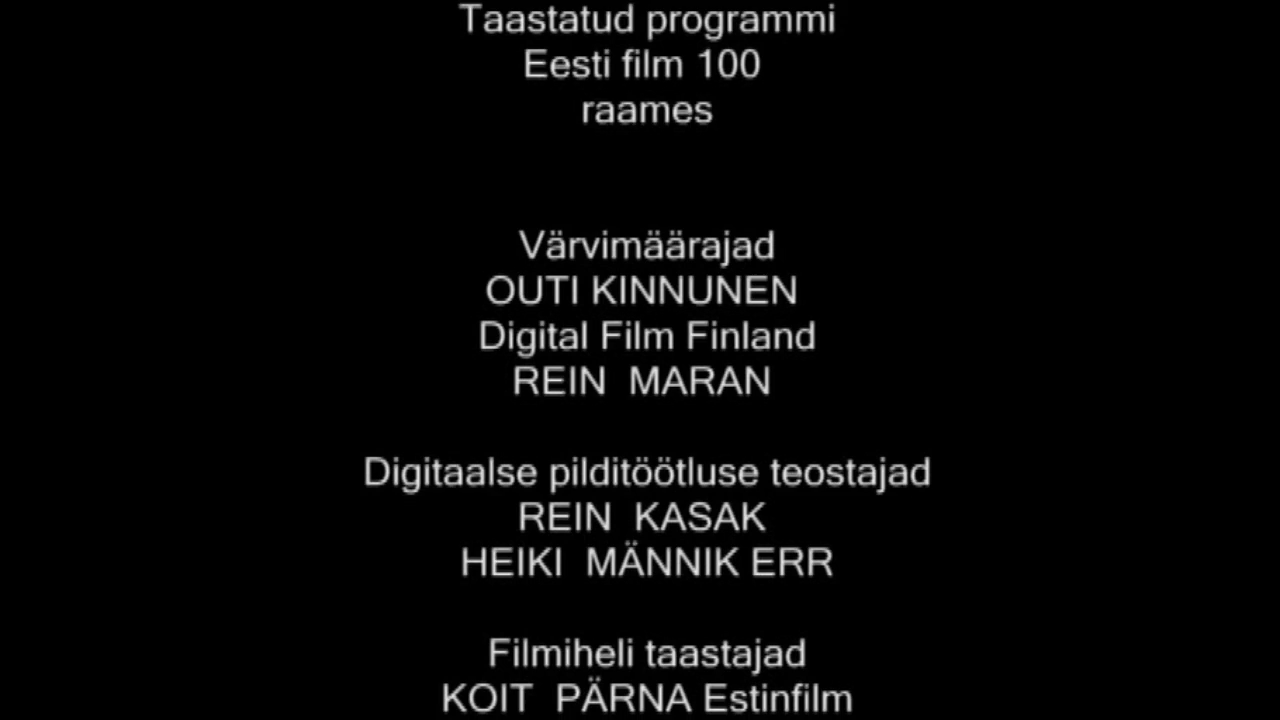 Taastatud programmi
Eesti film 100
raames
Värvimäärajad
OUTI KINNUNEN
Digital Film Finland
REIN MARAN
Digitaalse pilditöötluse teostajad
REIN KASAK
HEIKI MÄNNIK ERR
Filmiheli taastajad
KOIT PÄRNA Estinfilm